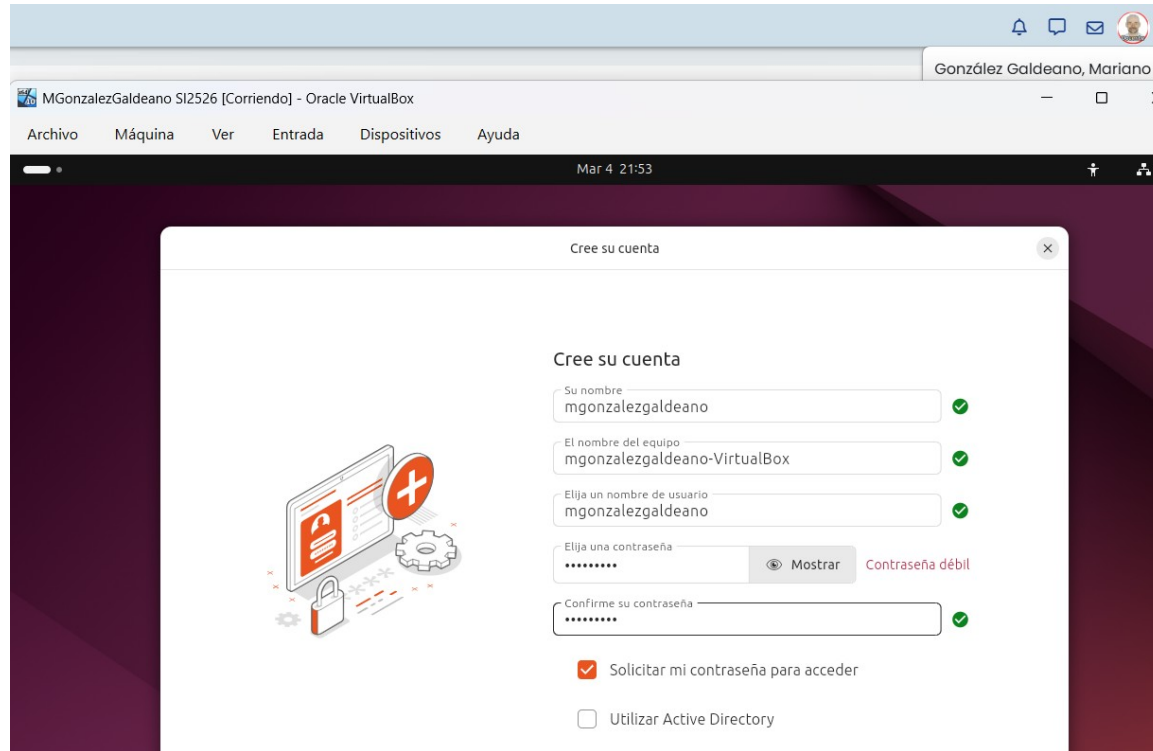 González Galdeano, Mariano
MGonzalezGaldeano SI2526 [Corriendo] - Oracle VirtualBox
Archivo Máquina Ver Entrada Dispositivos Ayuda
Mar 4 21:53
Cree su cuenta
Cree su cuenta
Su nombre
mgonzalezgaldeano
El nombre del equipo
mgonzalezgaldeano-VirtualBox
Elija un nombre de usuario
mgonzalezgaldeano
Elija una contraseña
••••••••• Mostrar Contraseña débil
Confirme su contraseña
•••••••••
Solicitar mi contraseña para acceder
Utilizar Active Directory